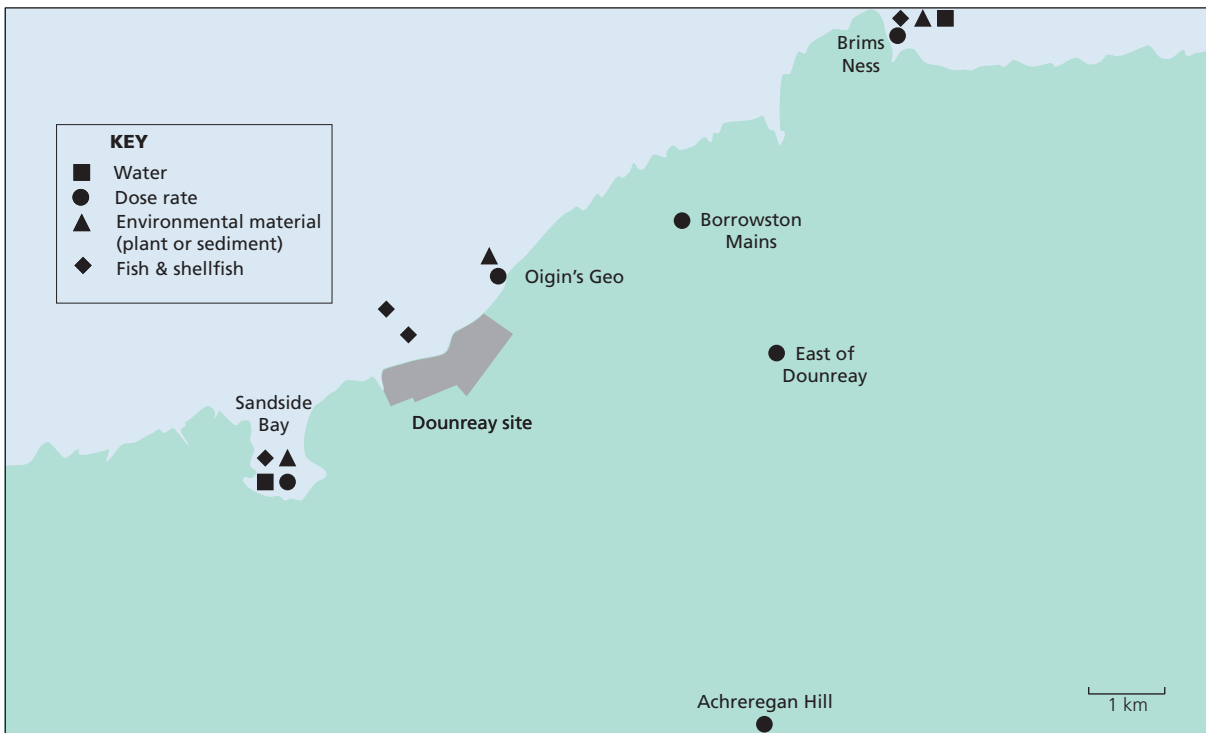 Brims
Ness
KEY
Water
Dose rate
Environmental material
(plant or sediment)
Fish & shellfish
Borrowston
Mains
Oigin's Geo
East of
Dounreay
Sandside
Bay
Dounreay site
Achreregan Hill
1 km